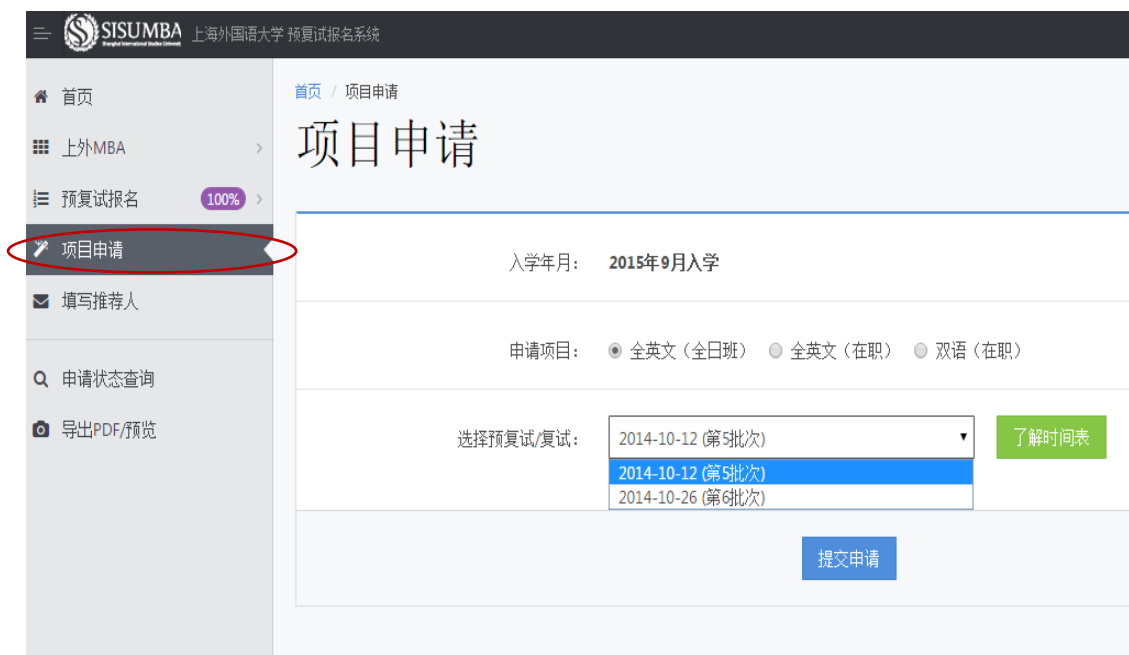 SISUMBA 上海外国语大学 预复试报名系统
Shanghai International Studies University
首页
上外MBA
预复试报名 100%
项目申请
填写推荐人
申请状态查询
导出PDF/预览
首页 / 项目申请
项目申请
入学年月： 2015年9月入学
申请项目： 全英文（全日班） 全英文（在职） 双语（在职）
选择预复试/复试： 2014-10-12 (第5批次) 了解时间表
2014-10-12 (第5批次)
2014-10-26 (第6批次)
提交申请